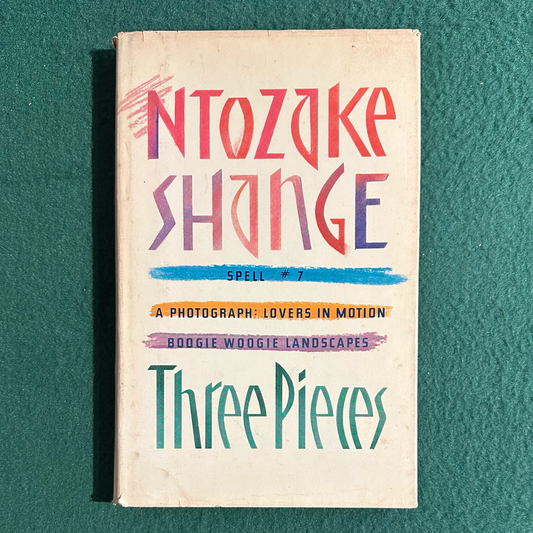 NTOZAKE
SHANGE
SPELL #7
A PHOTOGRAPH: LOVERS IN MOTION
BOOGIE WOOGIE LANDSCAPES
Three Pieces